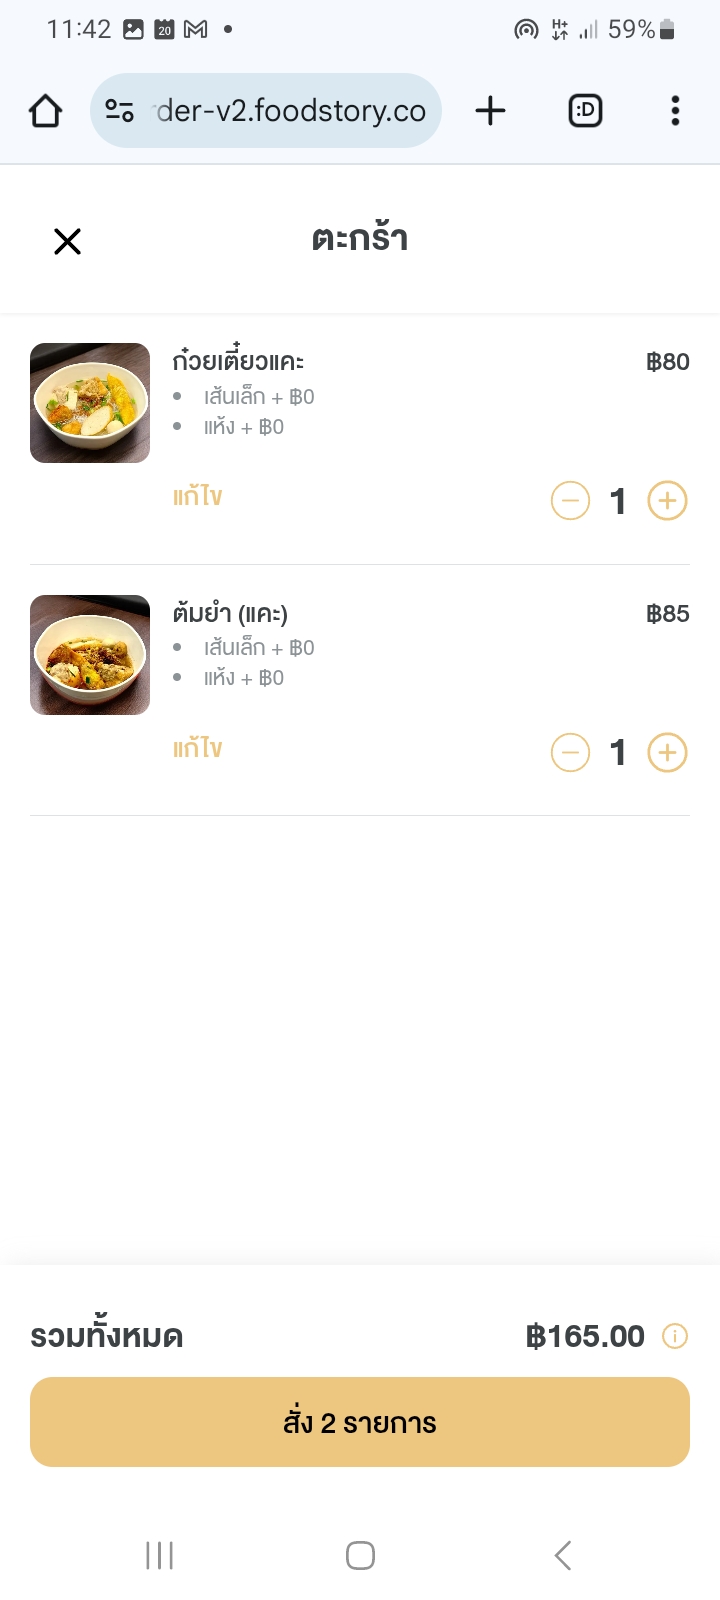 11:42 20 59%
der-v2.foodstory.co :D
ตะกร้า
ก๋วยเตี๋ยวแคะ ฿80
• เส้นเล็ก + ฿0
• แห้ง + ฿0
แก้ไข 1
ต้มยำ (แคะ) ฿85
• เส้นเล็ก + ฿0
• แห้ง + ฿0
แก้ไข 1
รวมทั้งหมด ฿165.00
สั่ง 2 รายการ